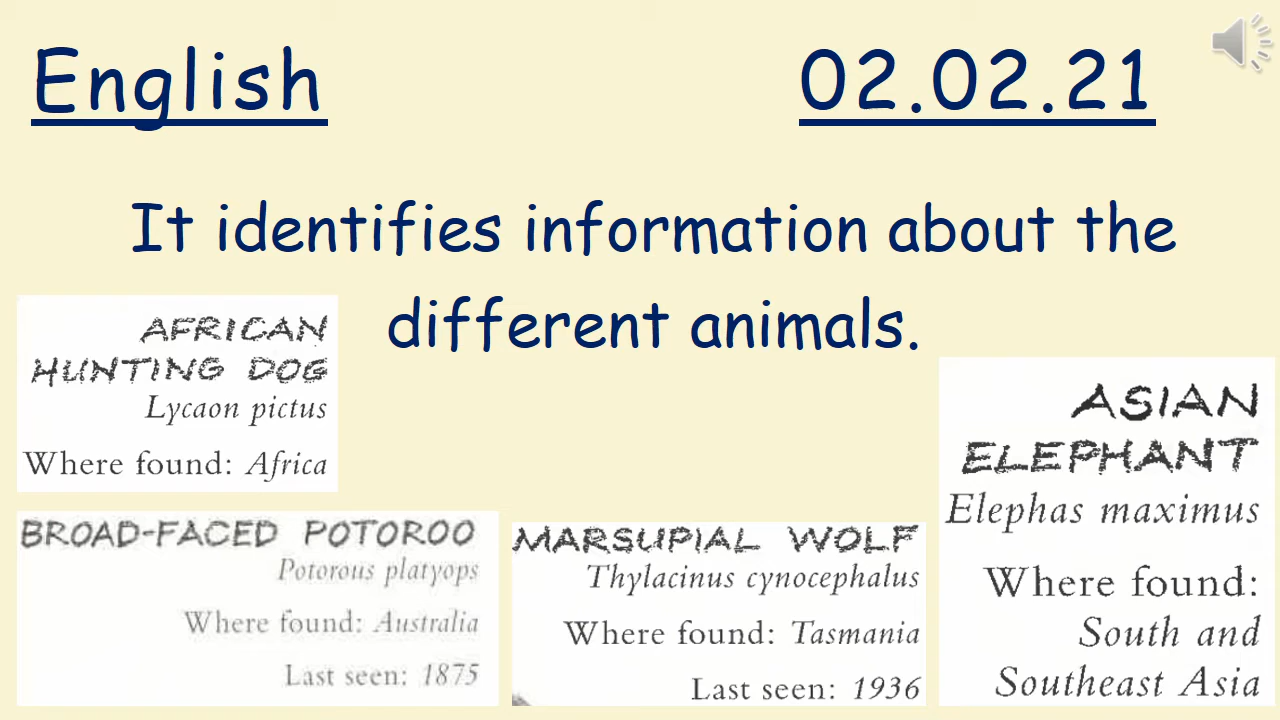 English
02.02.21
It identifies information about the
different animals.
AFRICAN
HUNTING DOG
Lycaon pictus
Where found: Africa
BROAD-FACED POTOROO
Potorous platyops
Where found: Australia
Last seen: 1875
MARSUPIAL WOLF
Thylacinus cynocephalus
Where found: Tasmania
Last seen: 1936
ASIAN
ELEPHANT
Elephas maximus
Where found:
South and
Southeast Asia